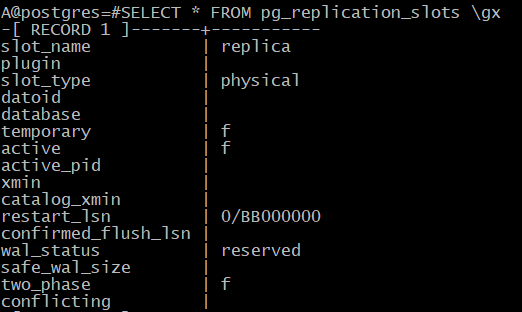 A@postgres=#SELECT * FROM pg_replication_slots \gx
-[ RECORD 1 ]-------+-----------
slot_name           | replica
plugin              |
slot_type           | physical
datoid              |
database            |
temporary           | f
active              | f
active_pid          |
xmin                |
catalog_xmin        |
restart_lsn         | 0/BB000000
confirmed_flush_lsn |
wal_status          | reserved
safe_wal_size       |
two_phase           | f
conflicting         |